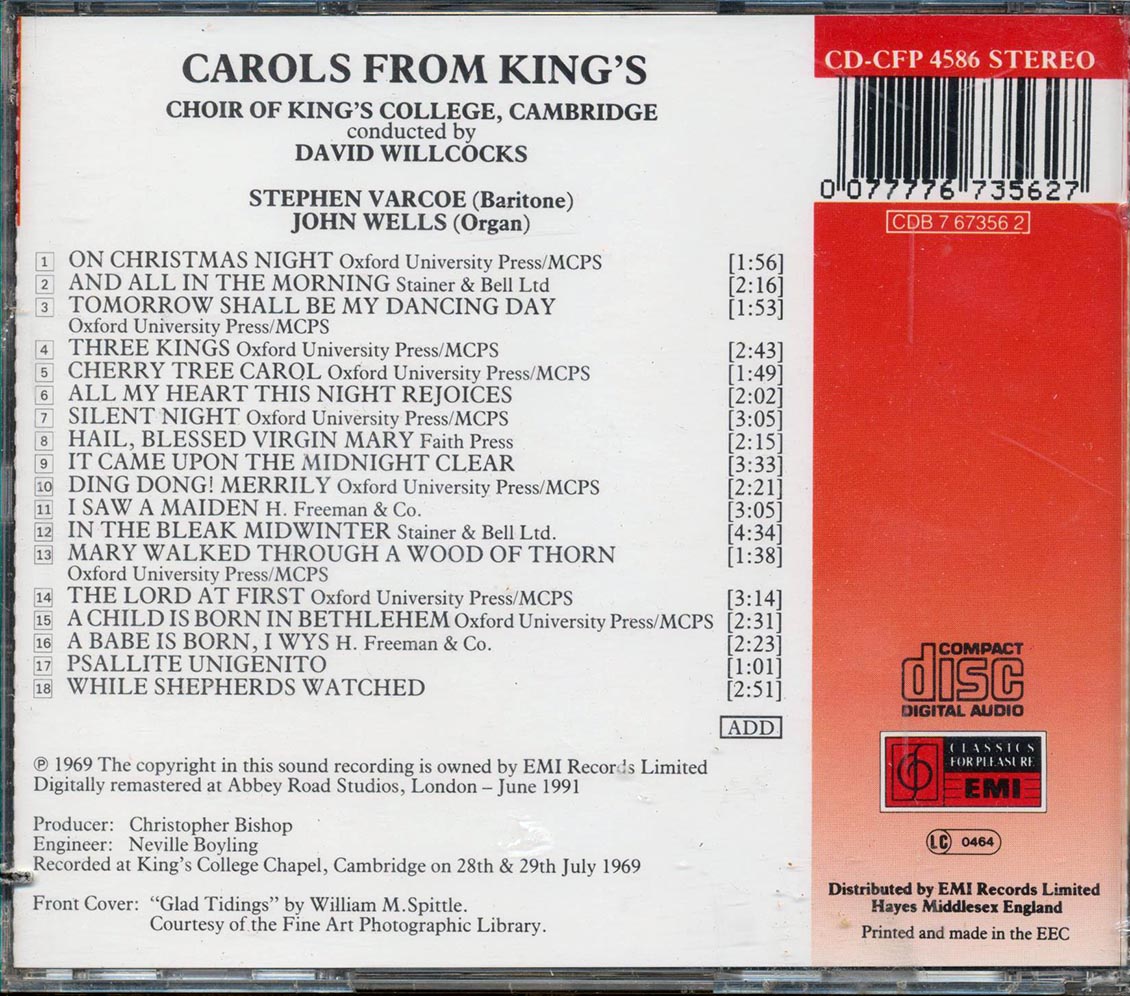 CAROLS FROM KING'S
CHOIR OF KING'S COLLEGE, CAMBRIDGE
conducted by
DAVID WILLCOCKS
STEPHEN VARCOE (Baritone)
JOHN WELLS (Organ)
1 ON CHRISTMAS NIGHT Oxford University Press/MCPS [1:56]
2 AND ALL IN THE MORNING Stainer & Bell Ltd [2:16]
3 TOMORROW SHALL BE MY DANCING DAY [1:53]
Oxford University Press/MCPS
4 THREE KINGS Oxford University Press/MCPS [2:43]
5 CHERRY TREE CAROL Oxford University Press/MCPS [1:49]
6 ALL MY HEART THIS NIGHT REJOICES [2:02]
7 SILENT NIGHT Oxford University Press/MCPS [3:05]
8 HAIL, BLESSED VIRGIN MARY Faith Press [2:15]
9 IT CAME UPON THE MIDNIGHT CLEAR [3:33]
10 DING DONG! MERRILY Oxford University Press/MCPS [2:21]
11 I SAW A MAIDEN H. Freeman & Co. [3:05]
12 IN THE BLEAK MIDWINTER Stainer & Bell Ltd. [4:34]
13 MARY WALKED THROUGH A WOOD OF THORN [1:38]
Oxford University Press/MCPS
14 THE LORD AT FIRST Oxford University Press/MCPS [3:14]
15 A CHILD IS BORN IN BETHLEHEM Oxford University Press/MCPS [2:31]
16 A BABE IS BORN, I WYS H. Freeman & Co. [2:23]
17 PSALLITE UNIGENITO [1:01]
18 WHILE SHEPHERDS WATCHED [2:51]
ADD
℗ 1969 The copyright in this sound recording is owned by EMI Records Limited
Digitally remastered at Abbey Road Studios, London – June 1991
Producer: Christopher Bishop
Engineer: Neville Boyling
Recorded at King's College Chapel, Cambridge on 28th & 29th July 1969
Front Cover: "Glad Tidings" by William M.Spittle.
Courtesy of the Fine Art Photographic Library.
CD-CFP 4586 STEREO
0 077776 735627
CDB 7 67356 2
COMPACT
disc
DIGITAL AUDIO
CLASSICS
FOR PLEASURE
EMI
LC 0464
Distributed by EMI Records Limited
Hayes Middlesex England
Printed and made in the EEC